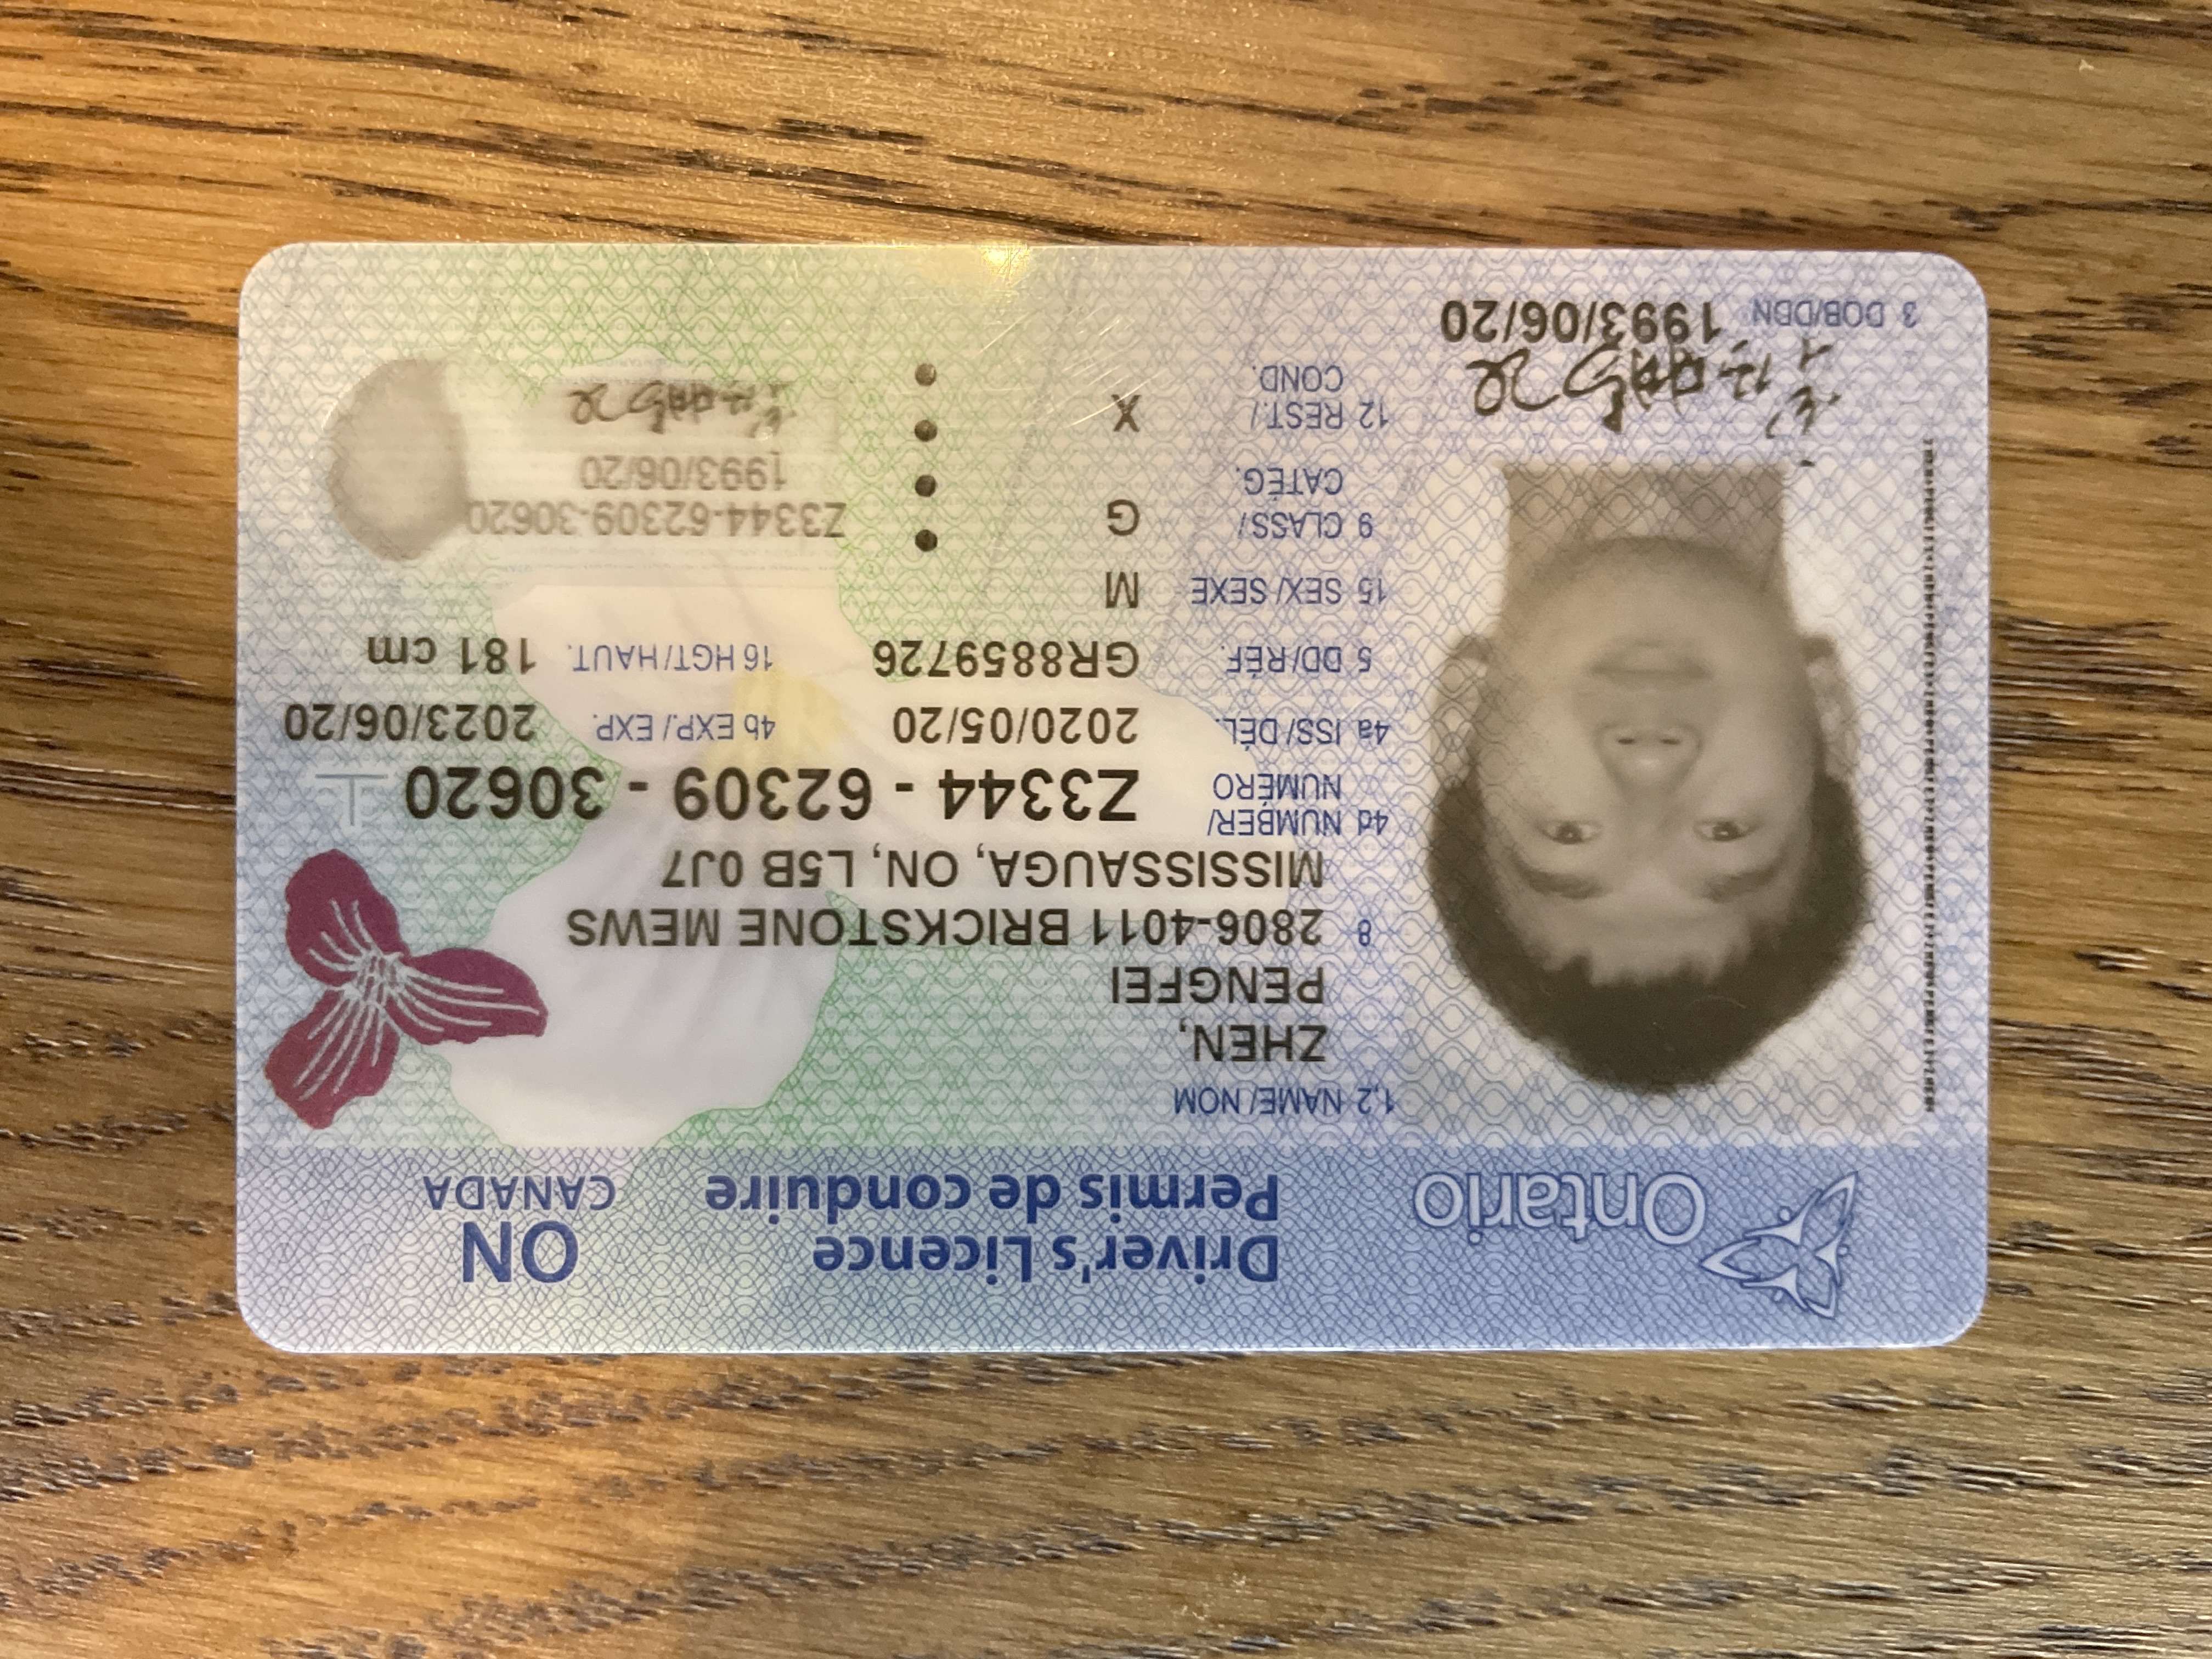 Ontario
Driver's Licence ON
Permis de conduire CANADA
1,2 NAME/NOM
ZHEN,
PENGFEI
8 2806-4011 BRICKSTONE MEWS
MISSISSAUGA, ON, L5B 0J7
4d NUMBER/ NUMÉRO Z3344 - 62309 - 30620
4a ISS/DÉL. 2020/05/20 4b EXP./EXP. 2023/06/20
5 DD/RÉF. GR8859726 16 HGT/HAUT. 181 cm
15 SEX/SEXE M
9 CLASS/ CATÉG. G
12 REST./ COND. X
Z3344-62309-30620
1993/06/20
3 DOB/DBN 1993/06/20